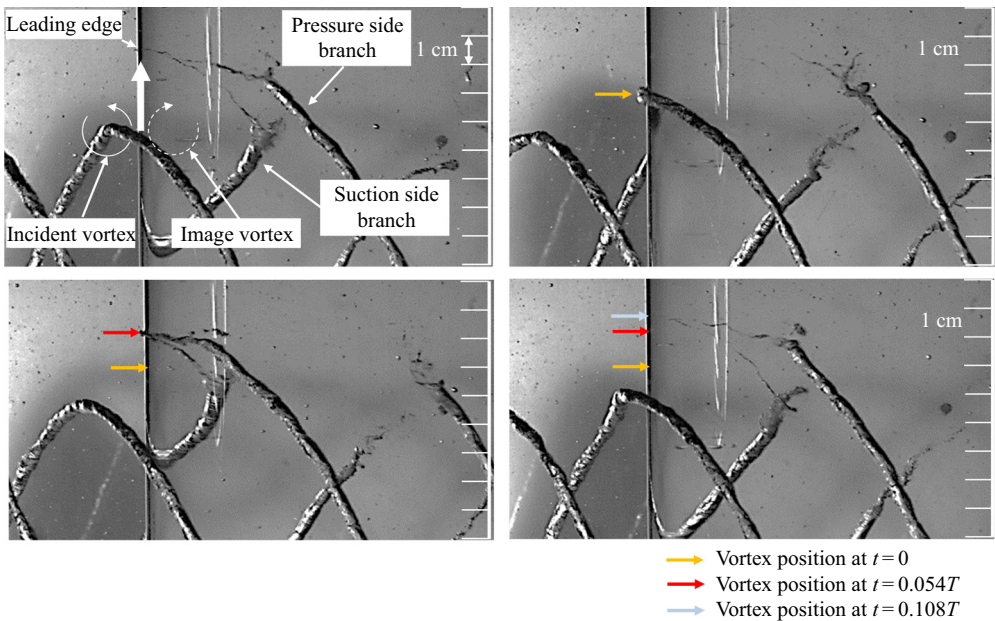 Leading edge
Pressure side
branch
1 cm
1 cm
Suction side
branch
Incident vortex
Image vortex
1 cm
Vortex position at t = 0
Vortex position at t = 0.054T
Vortex position at t = 0.108T